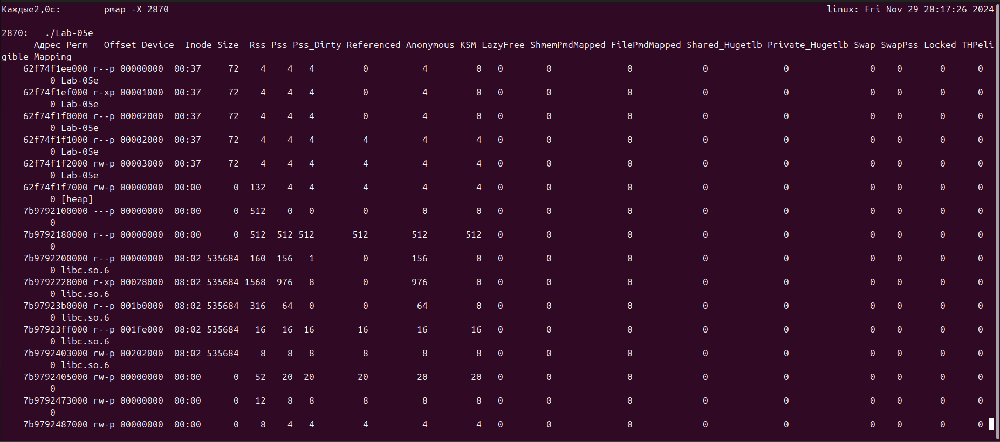 Каждые2,0с:        pmap -X 2870                                                                                                                          linux: Fri Nov 29 20:17:26 2024
2870:   ./Lab-05e
      Адрес Perm   Offset Device  Inode Size  Rss Pss Pss_Dirty Referenced Anonymous KSM LazyFree ShmemPmdMapped FilePmdMapped Shared_Hugetlb Private_Hugetlb Swap SwapPss Locked THPeli
gible Mapping
    62f74f1ee000 r--p 00000000  00:37     72    4    4   4         0          4         0   0        0              0             0              0               0    0       0      0
         0 Lab-05e
    62f74f1ef000 r-xp 00001000  00:37     72    4    4   4         0          4         0   0        0              0             0              0               0    0       0      0
         0 Lab-05e
    62f74f1f0000 r--p 00002000  00:37     72    4    4   4         0          4         0   0        0              0             0              0               0    0       0      0
         0 Lab-05e
    62f74f1f1000 r--p 00002000  00:37     72    4    4   4         4          4         4   0        0              0             0              0               0    0       0      0
         0 Lab-05e
    62f74f1f2000 rw-p 00003000  00:37     72    4    4   4         4          4         4   0        0              0             0              0               0    0       0      0
         0 Lab-05e
    62f74f1f7000 rw-p 00000000  00:00      0  132    4   4         4          4         4   0        0              0             0              0               0    0       0      0
         0 [heap]
    7b9792100000 ---p 00000000  00:00      0  512    0   0         0          0         0   0        0              0             0              0               0    0       0      0
         0
    7b9792180000 r--p 00000000  00:00      0  512  512 512       512        512       512   0        0              0             0              0               0    0       0      0
         0
    7b9792200000 r--p 00000000  08:02 535684  160  156   1         0        156         0   0        0              0             0              0               0    0       0      0
         0 libc.so.6
    7b9792228000 r-xp 00028000  08:02 535684 1568  976   8         0        976         0   0        0              0             0              0               0    0       0      0
         0 libc.so.6
    7b97923b0000 r--p 001b0000  08:02 535684  316   64   0         0         64         0   0        0              0             0              0               0    0       0      0
         0 libc.so.6
    7b97923ff000 r--p 001fe000  08:02 535684   16   16  16        16         16        16   0        0              0             0              0               0    0       0      0
         0 libc.so.6
    7b9792403000 rw-p 00202000  08:02 535684    8    8   8         8          8         8   0        0              0             0              0               0    0       0      0
         0 libc.so.6
    7b9792405000 rw-p 00000000  00:00      0   52   20  20        20         20        20   0        0              0             0              0               0    0       0      0
         0
    7b9792473000 rw-p 00000000  00:00      0   12    8   8         8          8         8   0        0              0             0              0               0    0       0      0
         0
    7b9792487000 rw-p 00000000  00:00      0    8    4   4         4          4         4   0        0              0             0              0               0    0       0      0